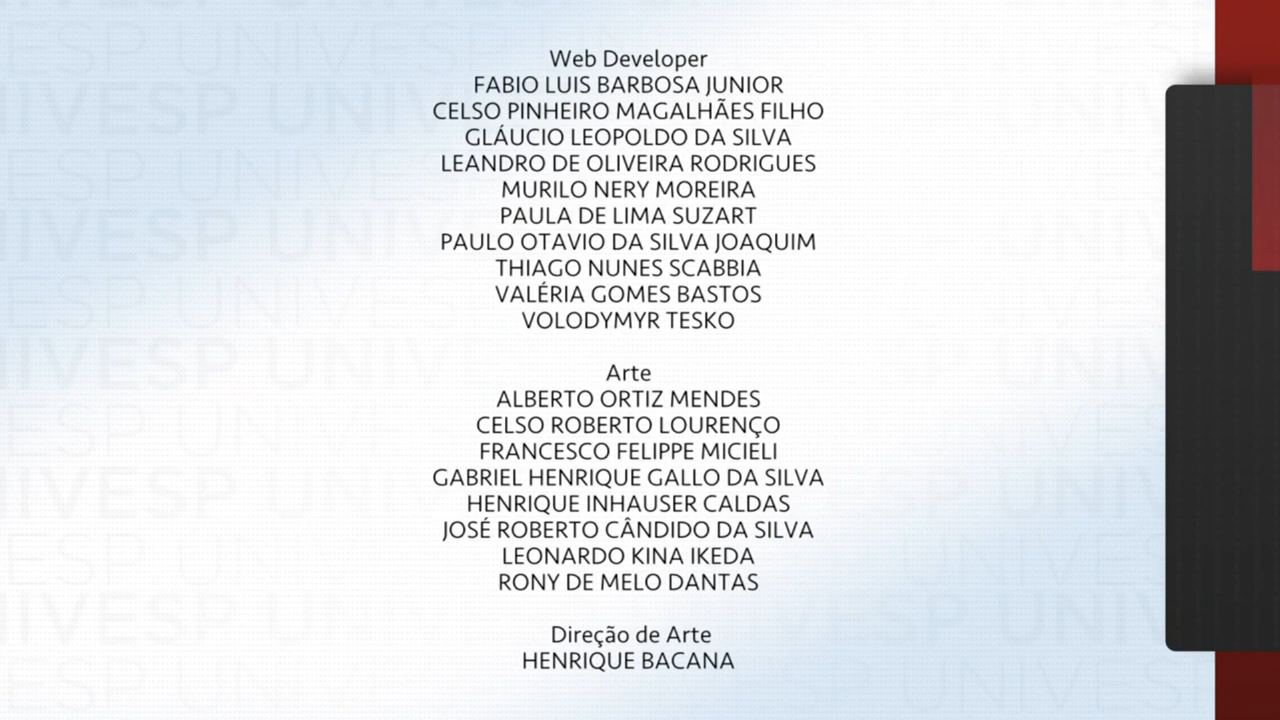 Web Developer
FABIO LUIS BARBOSA JUNIOR
CELSO PINHEIRO MAGALHÃES FILHO
GLÁUCIO LEOPOLDO DA SILVA
LEANDRO DE OLIVEIRA RODRIGUES
MURILO NERY MOREIRA
PAULA DE LIMA SUZART
PAULO OTAVIO DA SILVA JOAQUIM
THIAGO NUNES SCABBIA
VALÉRIA GOMES BASTOS
VOLODYMYR TESKO
Arte
ALBERTO ORTIZ MENDES
CELSO ROBERTO LOURENÇO
FRANCESCO FELIPPE MICIELI
GABRIEL HENRIQUE GALLO DA SILVA
HENRIQUE INHAUSER CALDAS
JOSÉ ROBERTO CÂNDIDO DA SILVA
LEONARDO KINA IKEDA
RONY DE MELO DANTAS
Direção de Arte
HENRIQUE BACANA